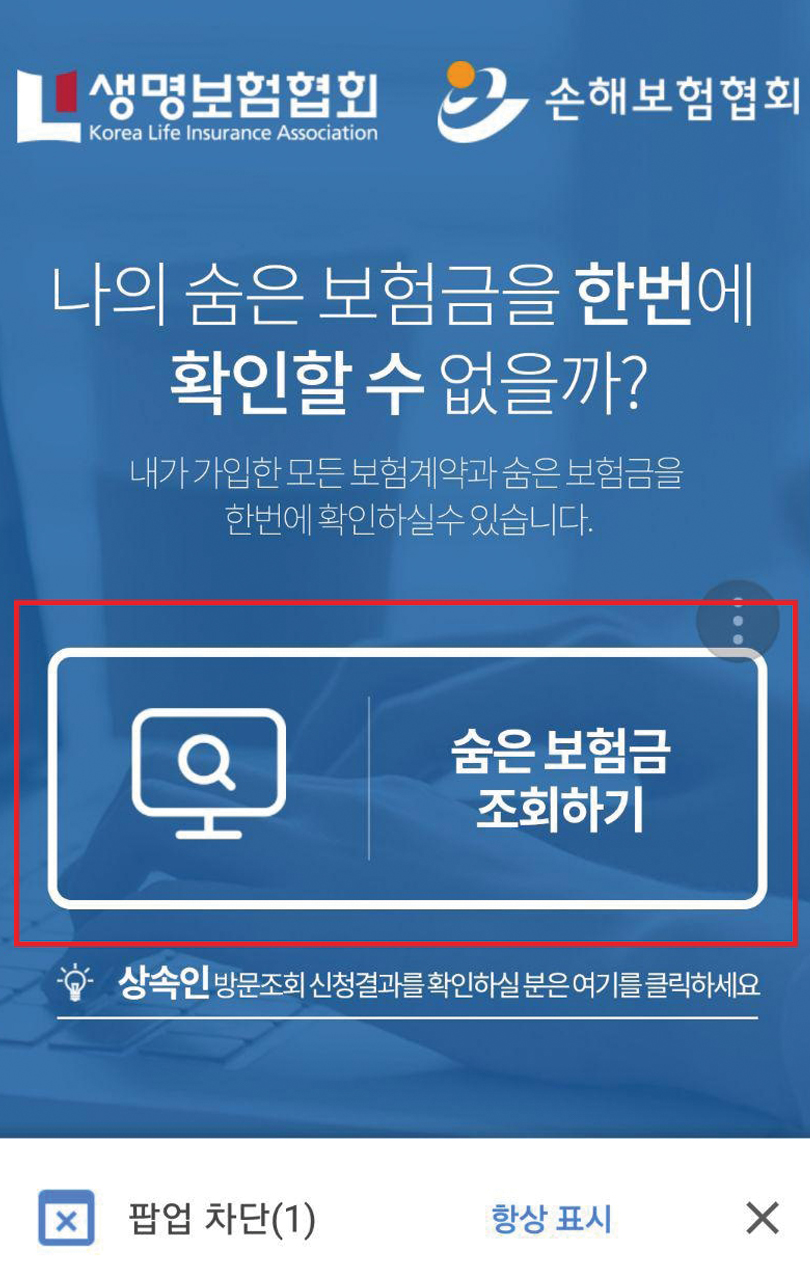 생명보험협회
Korea Life Insurance Association
손해보험협회
나의 숨은 보험금을 한번에
확인할 수 없을까?
내가 가입한 모든 보험계약과 숨은 보험금을
한번에 확인하실수 있습니다.
숨은 보험금
조회하기
상속인 방문조회 신청결과를 확인하실 분은 여기를 클릭하세요
팝업 차단(1)
항상 표시